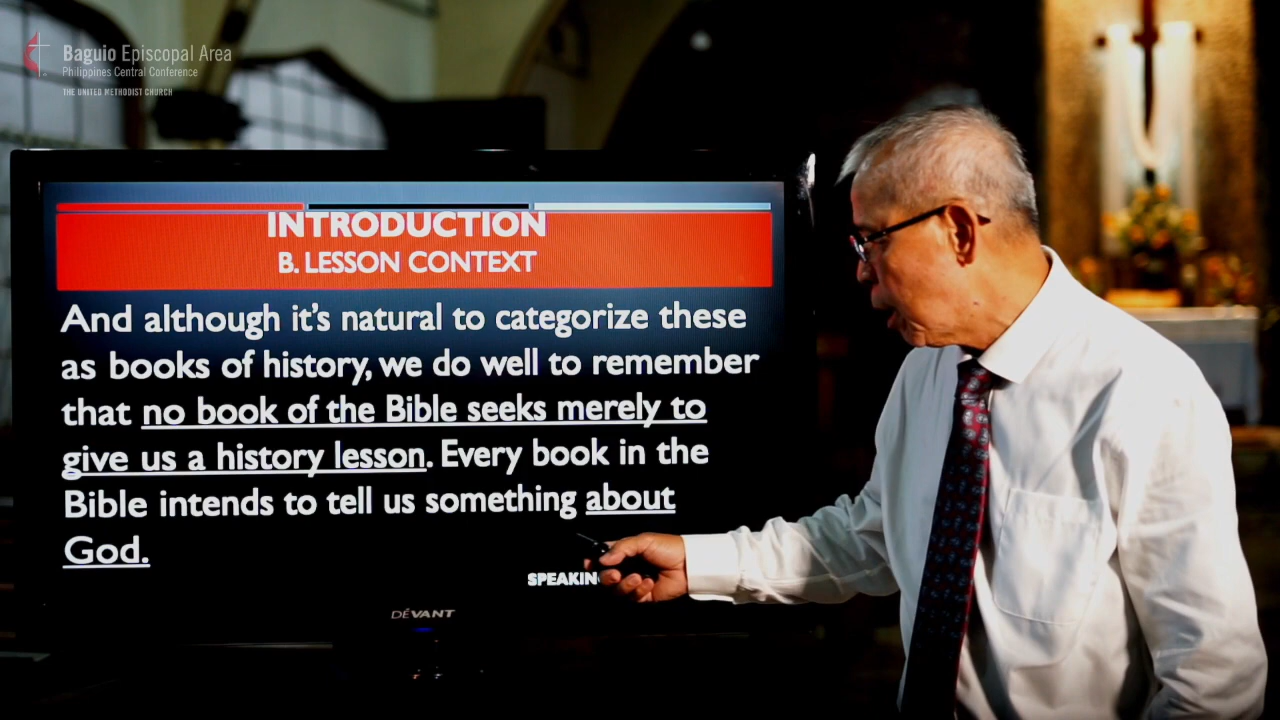 Baguio Episcopal Area
Philippines Central Conference
THE UNITED METHODIST CHURCH
INTRODUCTION
B. LESSON CONTEXT
And although it's natural to categorize these
as books of history, we do well to remember
that no book of the Bible seeks merely to
give us a history lesson. Every book in the
Bible intends to tell us something about
God.
DEVANT